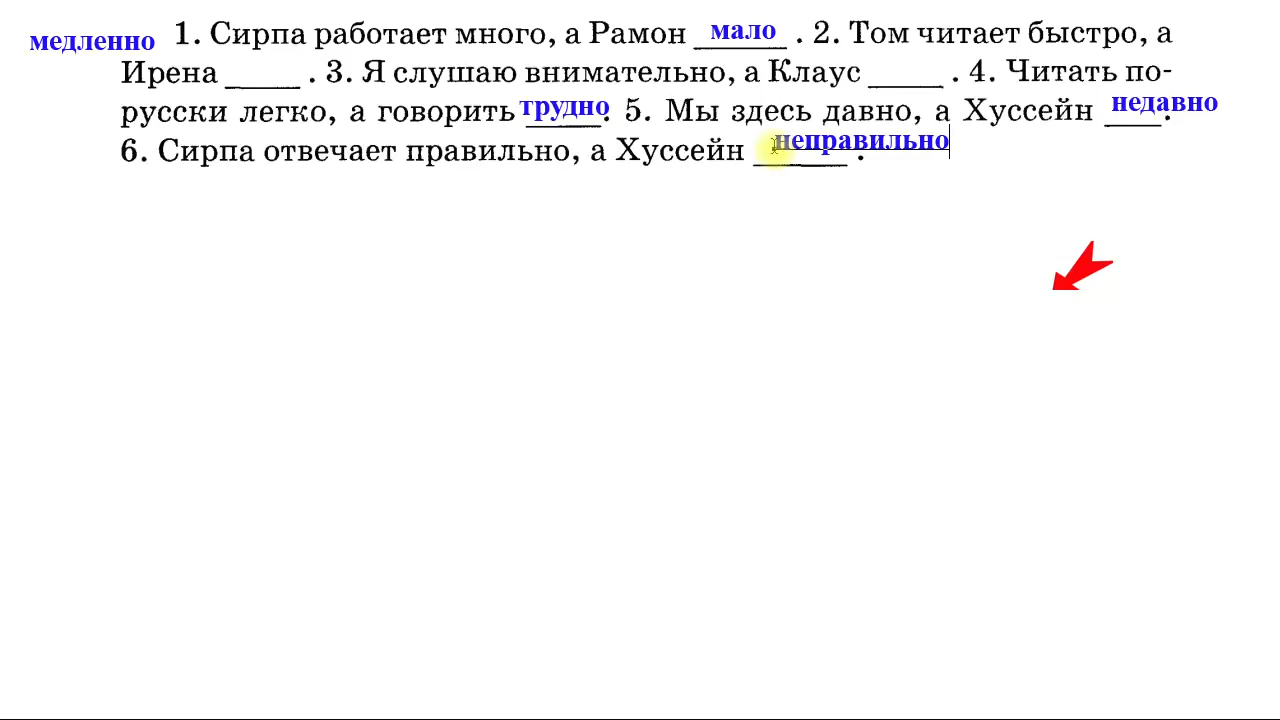 медленно 1. Сирпа работает много, а Рамон мало . 2. Том читает быстро, а
Ирена _____ . 3. Я слушаю внимательно, а Клаус _____ . 4. Читать по-
русски легко, а говорить трудно. 5. Мы здесь давно, а Хуссейн недавно.
6. Сирпа отвечает правильно, а Хуссейн неправильно .